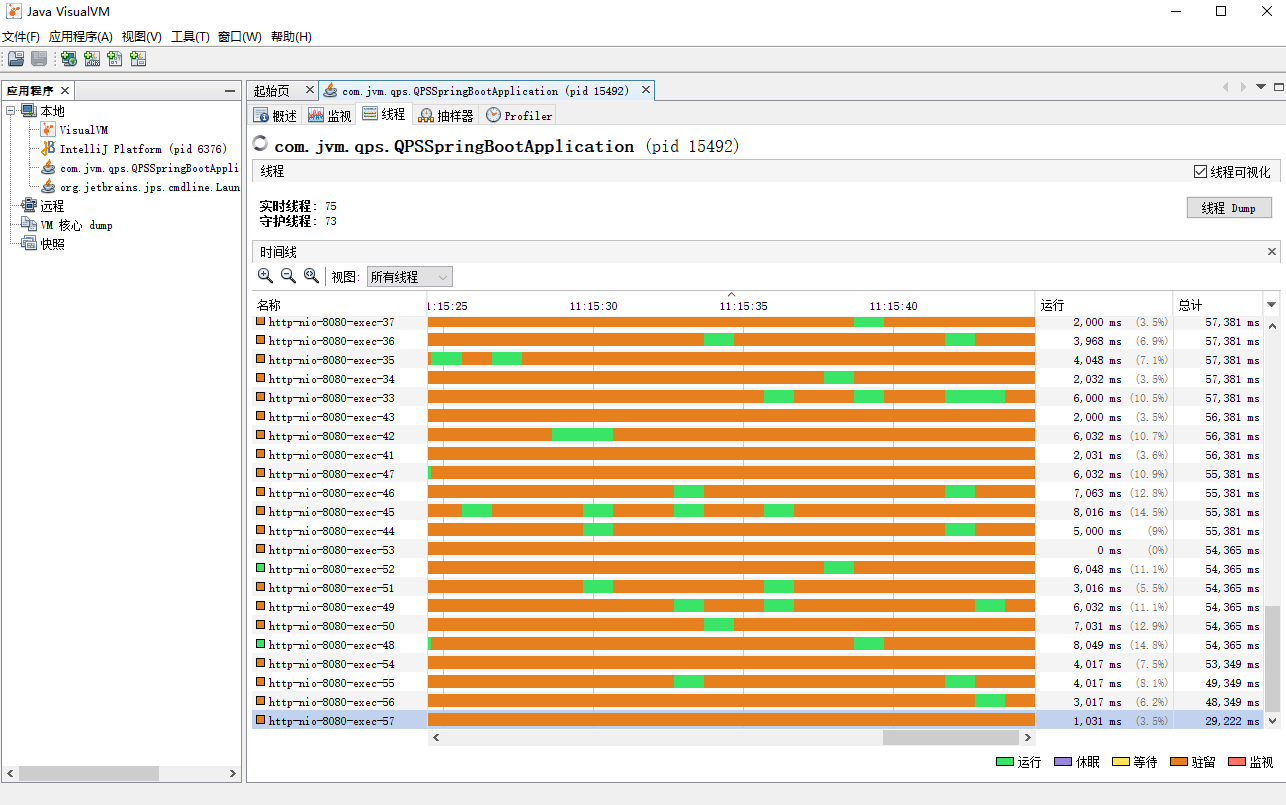 Java VisualVM
文件(F) 应用程序(A) 视图(V) 工具(T) 窗口(W) 帮助(H)
应用程序
本地
VisualVM
IntelliJ Platform (pid 6376)
com.jvm.qps.QPSSpringBootAppli
org.jetbrains.jps.cmdline.Laun
远程
VM 核心 dump
快照
起始页 com.jvm.qps.QPSSpringBootApplication (pid 15492)
概述 监视 线程 抽样器 Profiler
com.jvm.qps.QPSSpringBootApplication (pid 15492)
线程 线程可视化
实时线程: 75
守护线程: 73
线程 Dump
时间线
视图: 所有线程
名称 1:15:25 11:15:30 11:15:35 11:15:40 运行 总计
http-nio-8080-exec-37 2,000 ms (3.5%) 57,381 ms
http-nio-8080-exec-36 3,968 ms (6.9%) 57,381 ms
http-nio-8080-exec-35 4,048 ms (7.1%) 57,381 ms
http-nio-8080-exec-34 2,032 ms (3.5%) 57,381 ms
http-nio-8080-exec-33 6,000 ms (10.5%) 57,381 ms
http-nio-8080-exec-43 2,000 ms (3.5%) 56,381 ms
http-nio-8080-exec-42 6,032 ms (10.7%) 56,381 ms
http-nio-8080-exec-41 2,031 ms (3.6%) 56,381 ms
http-nio-8080-exec-47 6,032 ms (10.9%) 55,381 ms
http-nio-8080-exec-46 7,063 ms (12.8%) 55,381 ms
http-nio-8080-exec-45 8,016 ms (14.5%) 55,381 ms
http-nio-8080-exec-44 5,000 ms (9%) 55,381 ms
http-nio-8080-exec-53 0 ms (0%) 54,365 ms
http-nio-8080-exec-52 6,048 ms (11.1%) 54,365 ms
http-nio-8080-exec-51 3,016 ms (5.5%) 54,365 ms
http-nio-8080-exec-49 6,032 ms (11.1%) 54,365 ms
http-nio-8080-exec-50 7,031 ms (12.9%) 54,365 ms
http-nio-8080-exec-48 8,049 ms (14.8%) 54,365 ms
http-nio-8080-exec-54 4,017 ms (7.5%) 53,349 ms
http-nio-8080-exec-55 4,017 ms (8.1%) 49,349 ms
http-nio-8080-exec-56 3,017 ms (6.2%) 48,349 ms
http-nio-8080-exec-57 1,031 ms (3.5%) 29,222 ms
运行 休眠 等待 驻留 监视